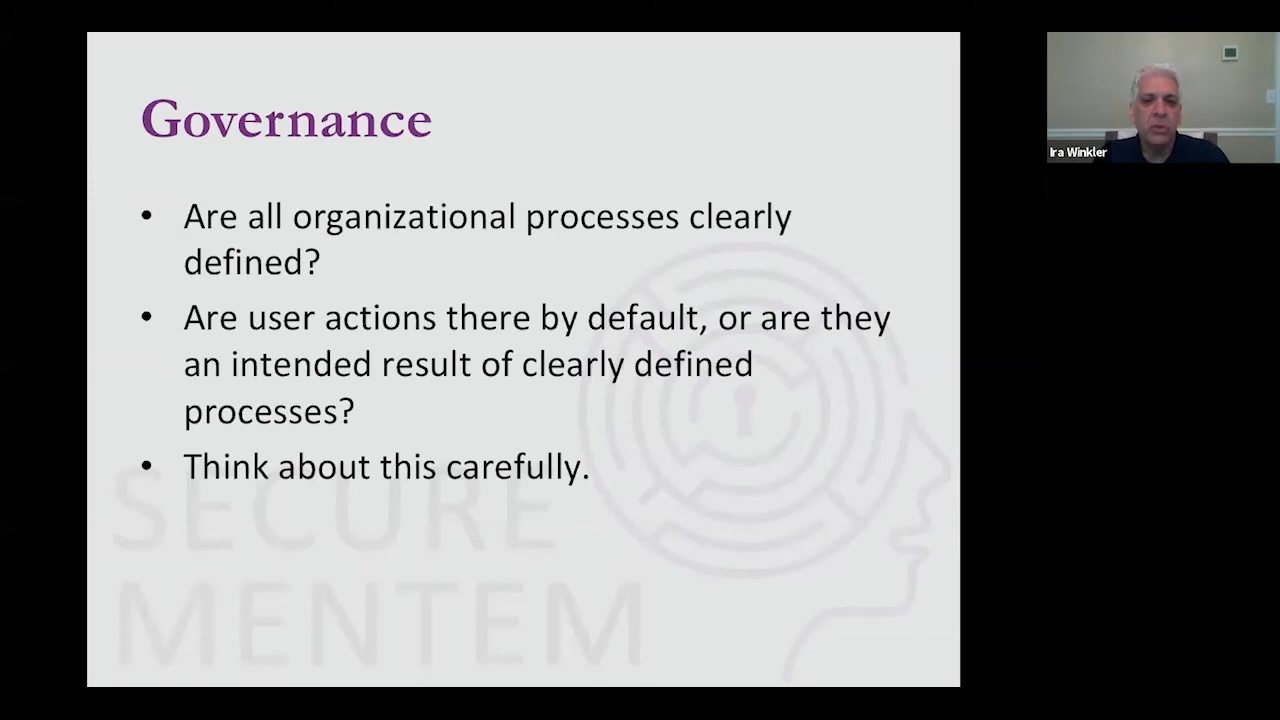 Governance
• Are all organizational processes clearly
defined?
• Are user actions there by default, or are they
an intended result of clearly defined
processes?
• Think about this carefully.
SECURE
MENTEM
Ira Winkler